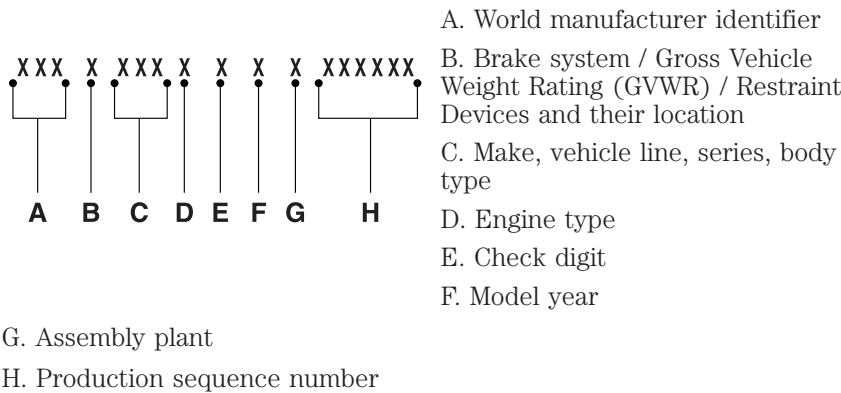 XXX X XXX X X X X XXXXXX
A B C D E F G H
A. World manufacturer identifier
B. Brake system / Gross Vehicle
Weight Rating (GVWR) / Restraint
Devices and their location
C. Make, vehicle line, series, body
type
D. Engine type
E. Check digit
F. Model year
G. Assembly plant
H. Production sequence number